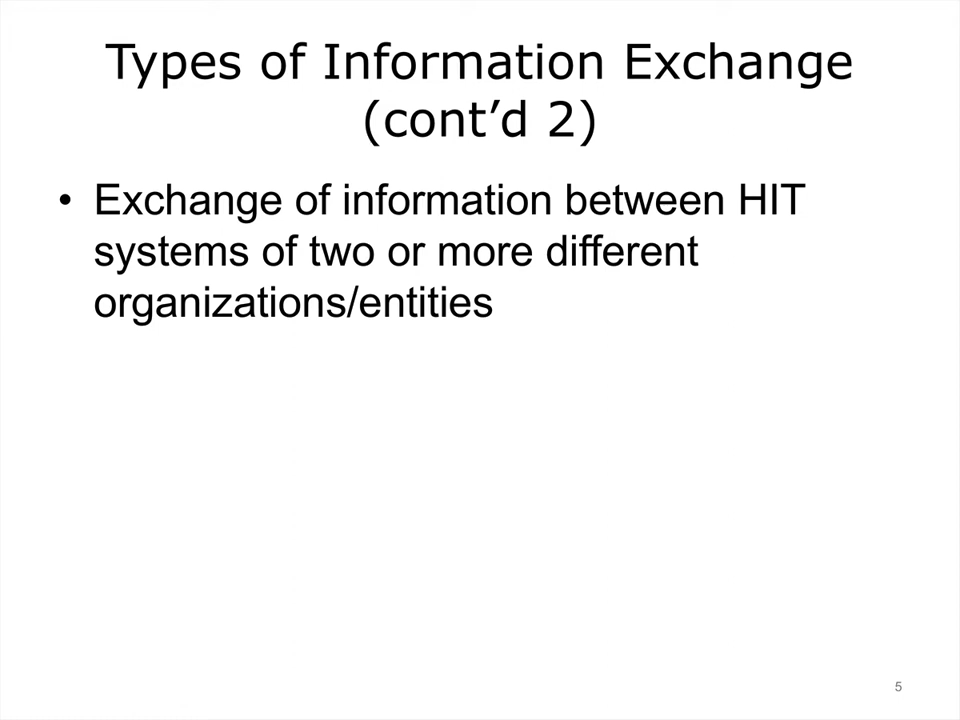 Types of Information Exchange
(cont’d 2)
• Exchange of information between HIT
systems of two or more different
organizations/entities
5